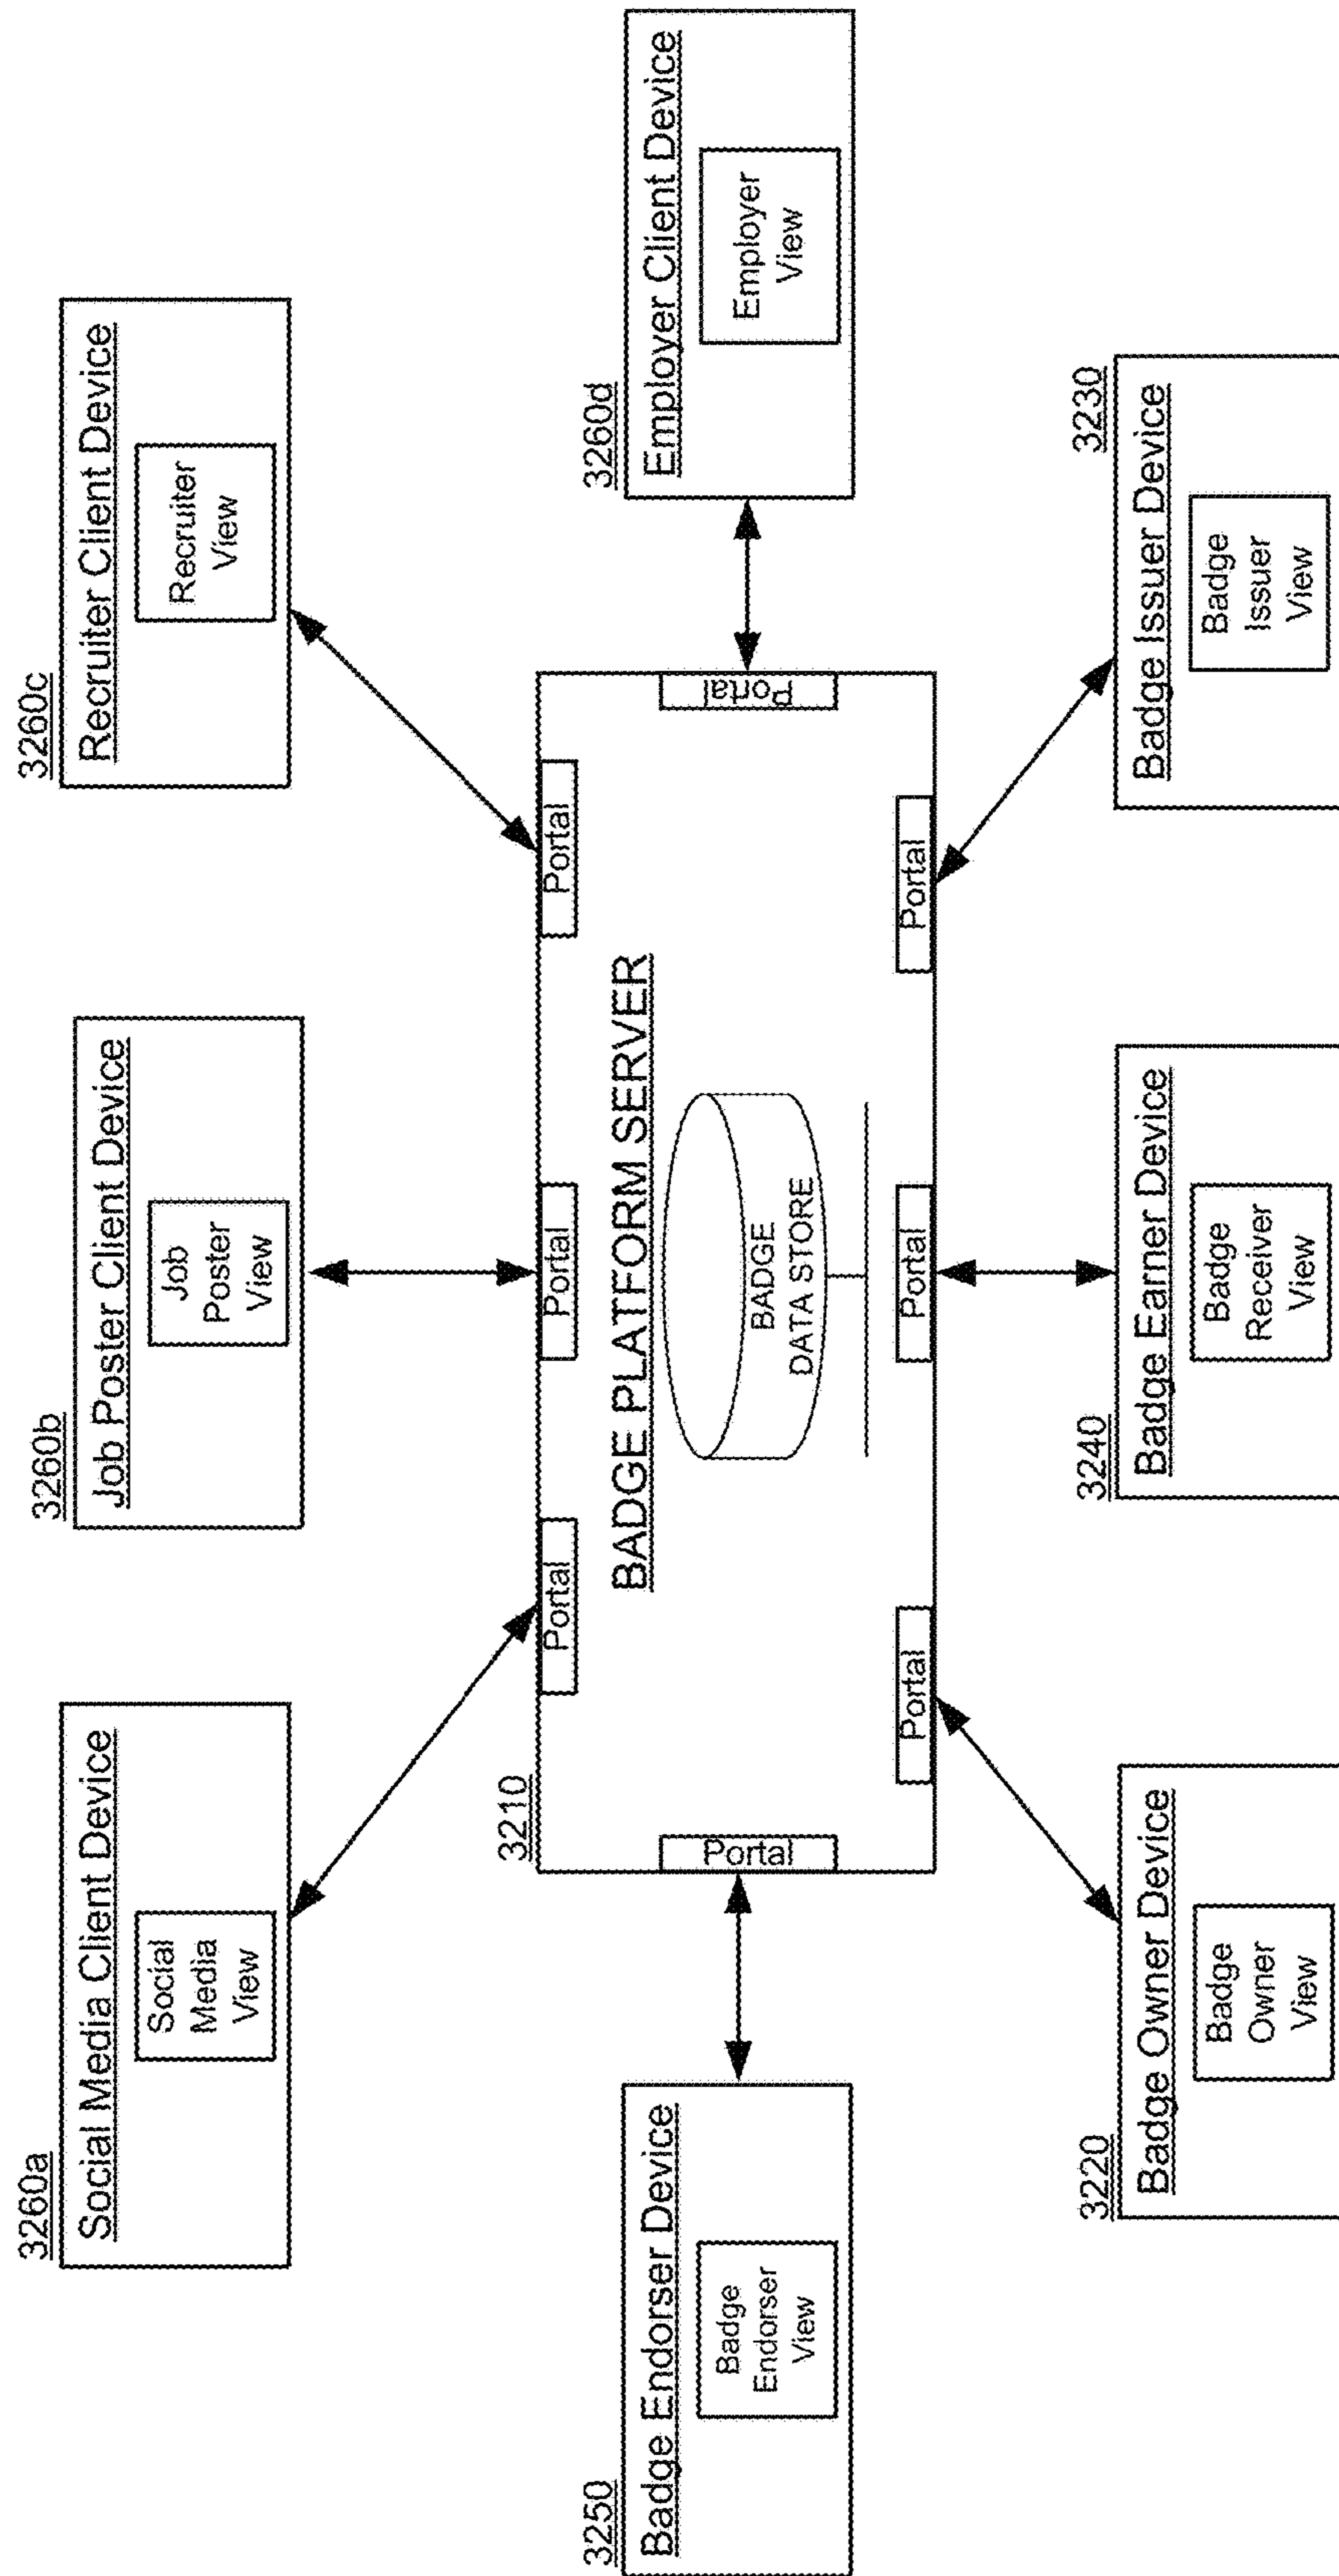 3260a
Social Media Client Device
Social
Media
View
3260b
Job Poster Client Device
Job
Poster
View
3260c
Recruiter Client Device
Recruiter
View
3250
Badge Endorser Device
Badge
Endorser
View
3210
Portal
Portal
Portal
Portal
BADGE PLATFORM SERVER
BADGE
DATA STORE
Portal
Portal
Portal
Portal
3260d
Employer Client Device
Employer
View
3220
Badge Owner Device
Badge
Owner
View
3240
Badge Earner Device
Badge
Receiver
View
3230
Badge Issuer Device
Badge
Issuer
View